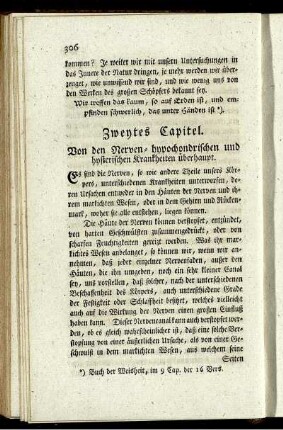 306
kommen? Je weiter wir mit unsern Untersuchungen in
das Innere der Natur dringen, je mehr werden wir über-
zeuget, wie unwissend wir sind, und wie wenig uns von
den Werken des großen Schöpfers bekannt sey.
Wir treffen das kaum, so auf Erden ist, und em-
pfinden schwerlich, das unter Händen ist *).
Zweytes Capitel.
Von den Nerven- hypochondrischen und
hysterischen Krankheiten überhaupt.
Es sind die Nerven, so wie andere Theile unsers Kör-
pers, unterschiedenen Krankheiten unterworfen, de-
ren Ursachen entweder in den Häuten der Nerven und ih-
rem markichten Wesen, oder in dem Gehirn und Rücken-
mark, woher sie alle entstehen, liegen können.
Die Häute der Nerven können verstopfet, entzündet,
von harten Geschwülsten zusammengedrückt, oder von
scharfen Feuchtigkeiten gereizt werden. Was ihr mar-
kichtes Wesen anbelanget, so können wir, wenn wir an-
nehmen, daß jeder einzelner Nervenfaden, ausser den
Häuten, die ihn umgeben, noch ein sehr kleiner Canal
sey, uns vorstellen, daß solcher, nach der unterschiedenen
Beschaffenheit des Körpers, auch unterschiedene Grade
der Festigkeit oder Schlaffheit besitzt, welches vielleicht
auch auf die Wirkung der Nerven einen großen Einfluß
haben kann. Dieser Nervencanal kann auch verstopfet wer-
den, ob es gleich wahrscheinlicher ist, daß eine solche Ver-
stopfung von einer äußerlichen Ursache, als von einer Ge-
schwulst in dem markichten Wesen, aus welchem seine
Seiten
*) Buch der Weisheit, im 9 Cap. der 16 Vers.